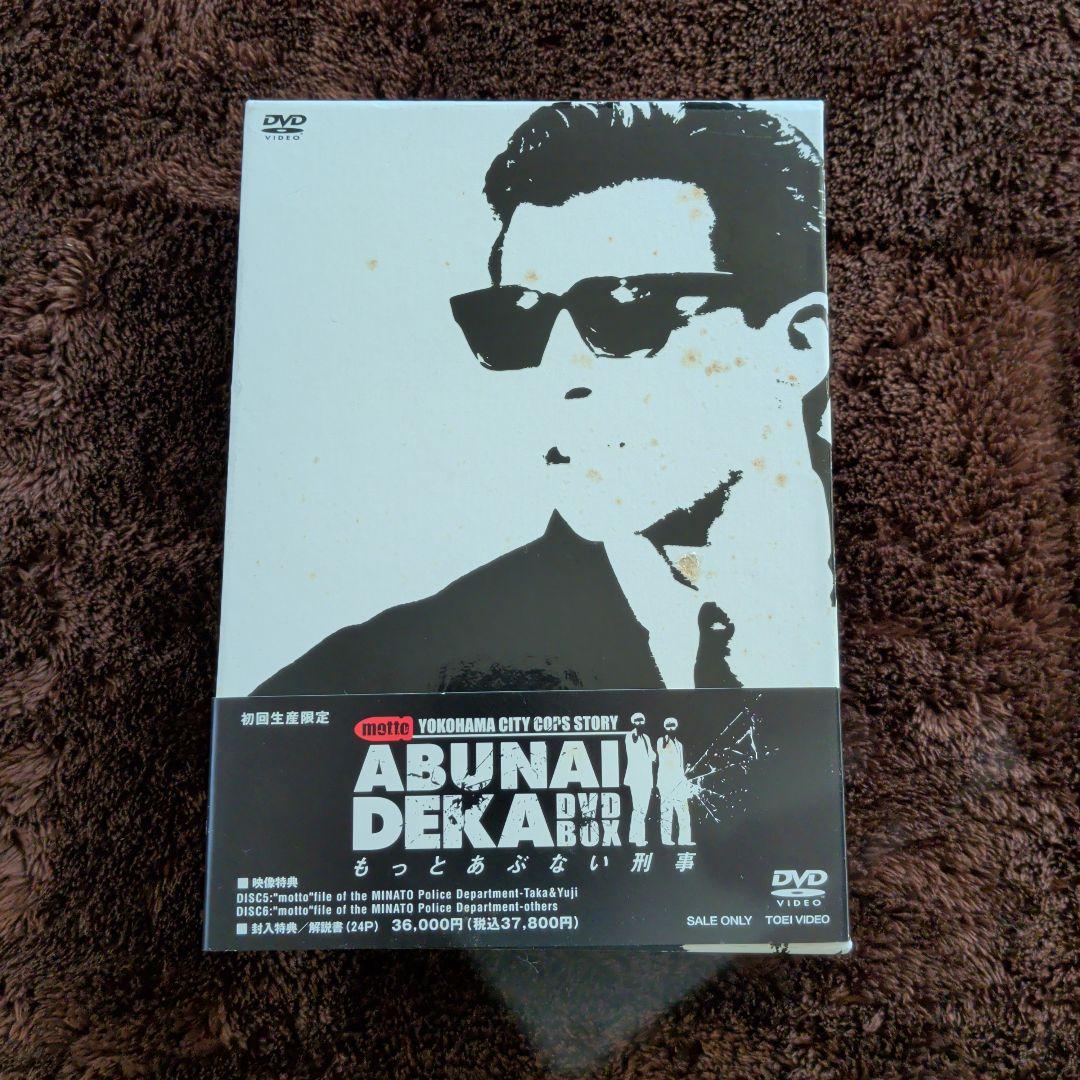 DVD
VIDEO
初回生産限定
motto YOKOHAMA CITY COPS STORY
ABUNAI
DEKA DVD BOX
もっとあぶない刑事
■ 映像特典
DISC5:"motto"file of the MINATO Police Department-Taka&Yuji
DISC6:"motto"file of the MINATO Police Department-others
■ 封入特典／解説書(24P) 36,000円(税込37,800円)
DVD
VIDEO
SALE ONLY TOEI VIDEO